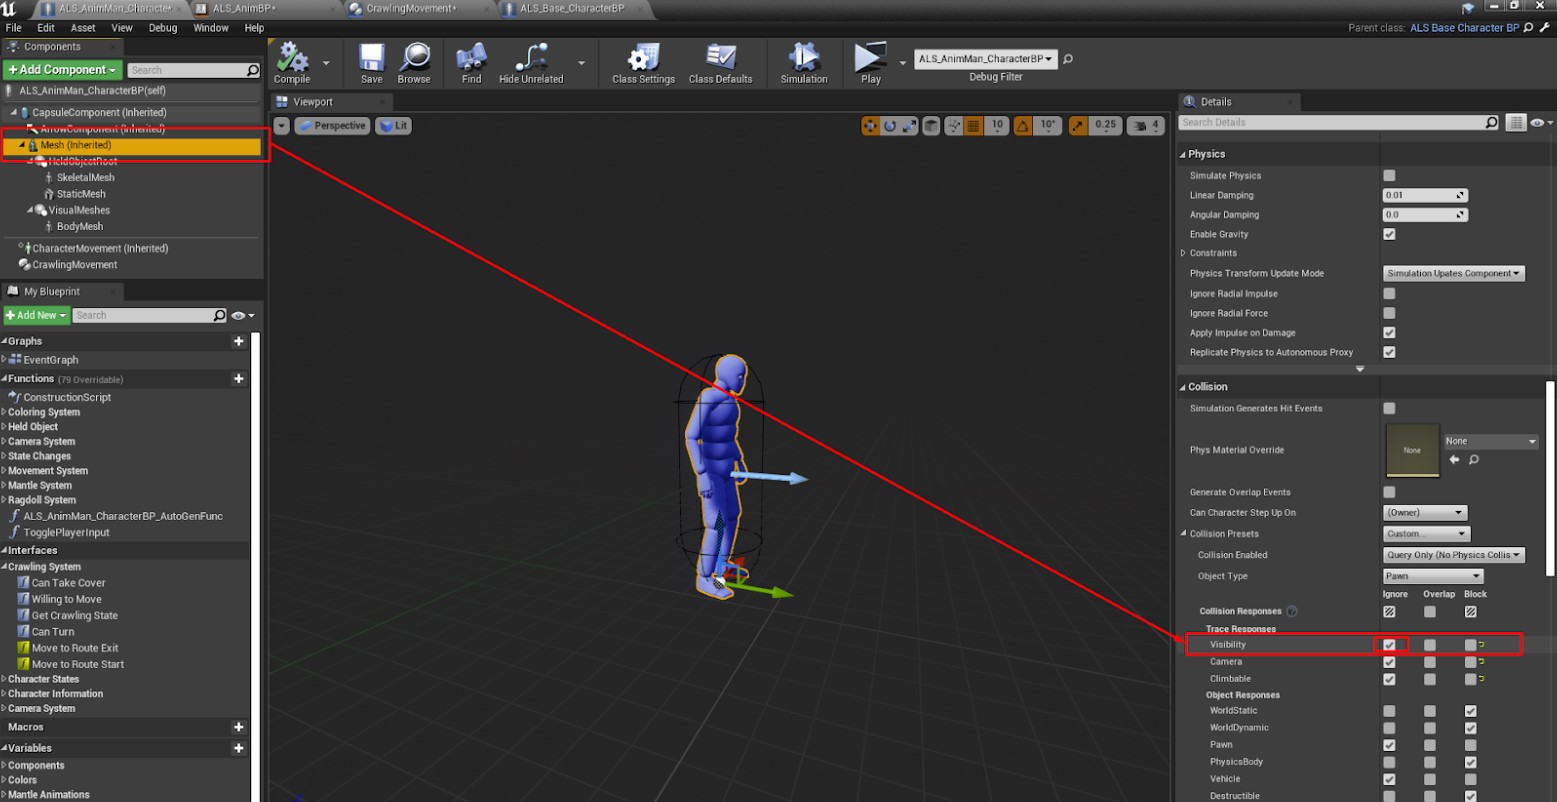 ALS_AnimMan_Character* ALS_AnimBP* CrawlingMovement* ALS_Base_CharacterBP
File Edit Asset View Debug Window Help
Parent class: ALS Base Character BP
Components
+Add Component Search
ALS_AnimMan_CharacterBP(self)
CapsuleComponent (Inherited)
ArrowComponent (Inherited)
Mesh (Inherited)
HeldObjectRoot
SkeletalMesh
StaticMesh
VisualMeshes
BodyMesh
CharacterMovement (Inherited)
CrawlingMovement
My Blueprint
+Add New Search
Graphs
EventGraph
Functions (79 Overridable)
ConstructionScript
Coloring System
Held Object
Camera System
State Changes
Movement System
Mantle System
Ragdoll System
ALS_AnimMan_CharacterBP_AutoGenFunc
TogglePlayerInput
Interfaces
Crawling System
Can Take Cover
Willing to Move
Get Crawling State
Can Turn
Move to Route Exit
Move to Route Start
Character States
Character Information
Camera System
Macros
Variables
Components
Colors
Mantle Animations
Compile Save Browse Find Hide Unrelated Class Settings Class Defaults Simulation Play
ALS_AnimMan_CharacterBP
Debug Filter
Viewport
Perspective Lit
10 10° 0.25 4
Details
Search Details
Physics
Simulate Physics
Linear Damping 0.01
Angular Damping 0.0
Enable Gravity
Constraints
Physics Transform Update Mode Simulation Upates Component
Ignore Radial Impulse
Ignore Radial Force
Apply Impulse on Damage
Replicate Physics to Autonomous Proxy
Collision
Simulation Generates Hit Events
Phys Material Override None None
Generate Overlap Events
Can Character Step Up On (Owner)
Collision Presets Custom...
Collision Enabled Query Only (No Physics Collis
Object Type Pawn
Ignore Overlap Block
Collision Responses
Trace Responses
Visibility
Camera
Climbable
Object Responses
WorldStatic
WorldDynamic
Pawn
PhysicsBody
Vehicle
Destructible